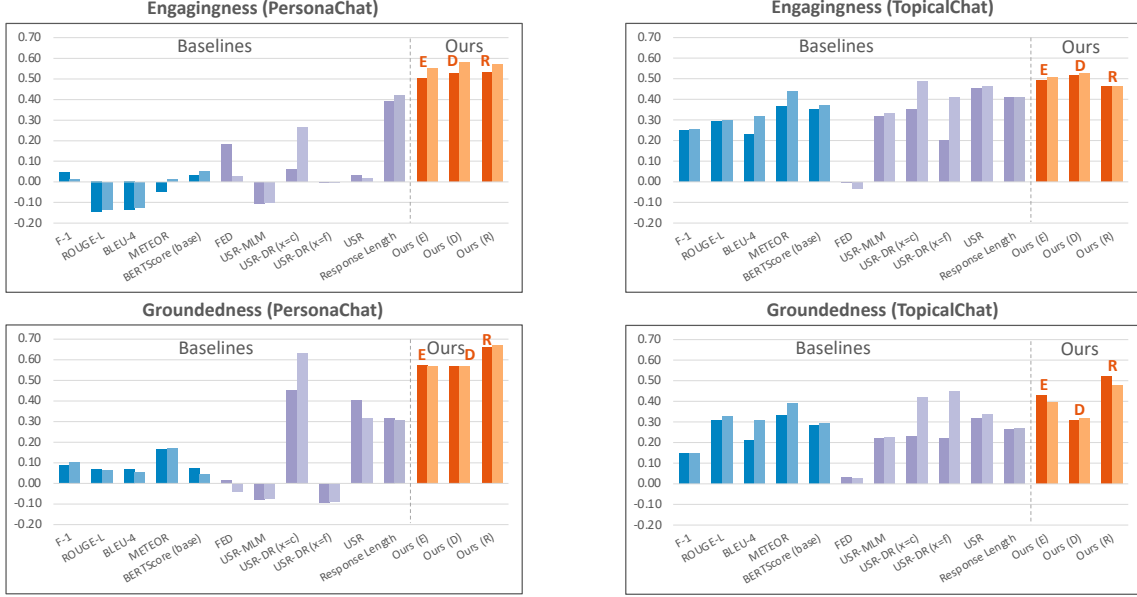 Engagingness (PersonaChat)
0.70
0.60
0.50
0.40
0.30
0.20
0.10
0.00
-0.10
-0.20
Baselines
Ours
E
D
R
F-1
ROUGE-L
BLEU-4
METEOR
BERTScore (base)
FED
USR-MLM
USR-DR (x=c)
USR-DR (x=f)
USR
Response Length
Ours (E)
Ours (D)
Ours (R)
Engagingness (TopicalChat)
0.70
0.60
0.50
0.40
0.30
0.20
0.10
0.00
-0.10
-0.20
Baselines
Ours
E
D
R
F-1
ROUGE-L
BLEU-4
METEOR
BERTScore (base)
FED
USR-MLM
USR-DR (x=c)
USR-DR (x=f)
USR
Response Length
Ours (E)
Ours (D)
Ours (R)
Groundedness (PersonaChat)
0.70
0.60
0.50
0.40
0.30
0.20
0.10
0.00
-0.10
-0.20
Baselines
Ours
E
D
R
F-1
ROUGE-L
BLEU-4
METEOR
BERTScore (base)
FED
USR-MLM
USR-DR (x=c)
USR-DR (x=f)
USR
Response Length
Ours (E)
Ours (D)
Ours (R)
Groundedness (TopicalChat)
0.70
0.60
0.50
0.40
0.30
0.20
0.10
0.00
-0.10
-0.20
Baselines
Ours
E
D
R
F-1
ROUGE-L
BLEU-4
METEOR
BERTScore (base)
FED
USR-MLM
USR-DR (x=c)
USR-DR (x=f)
USR
Response Length
Ours (E)
Ours (D)
Ours (R)